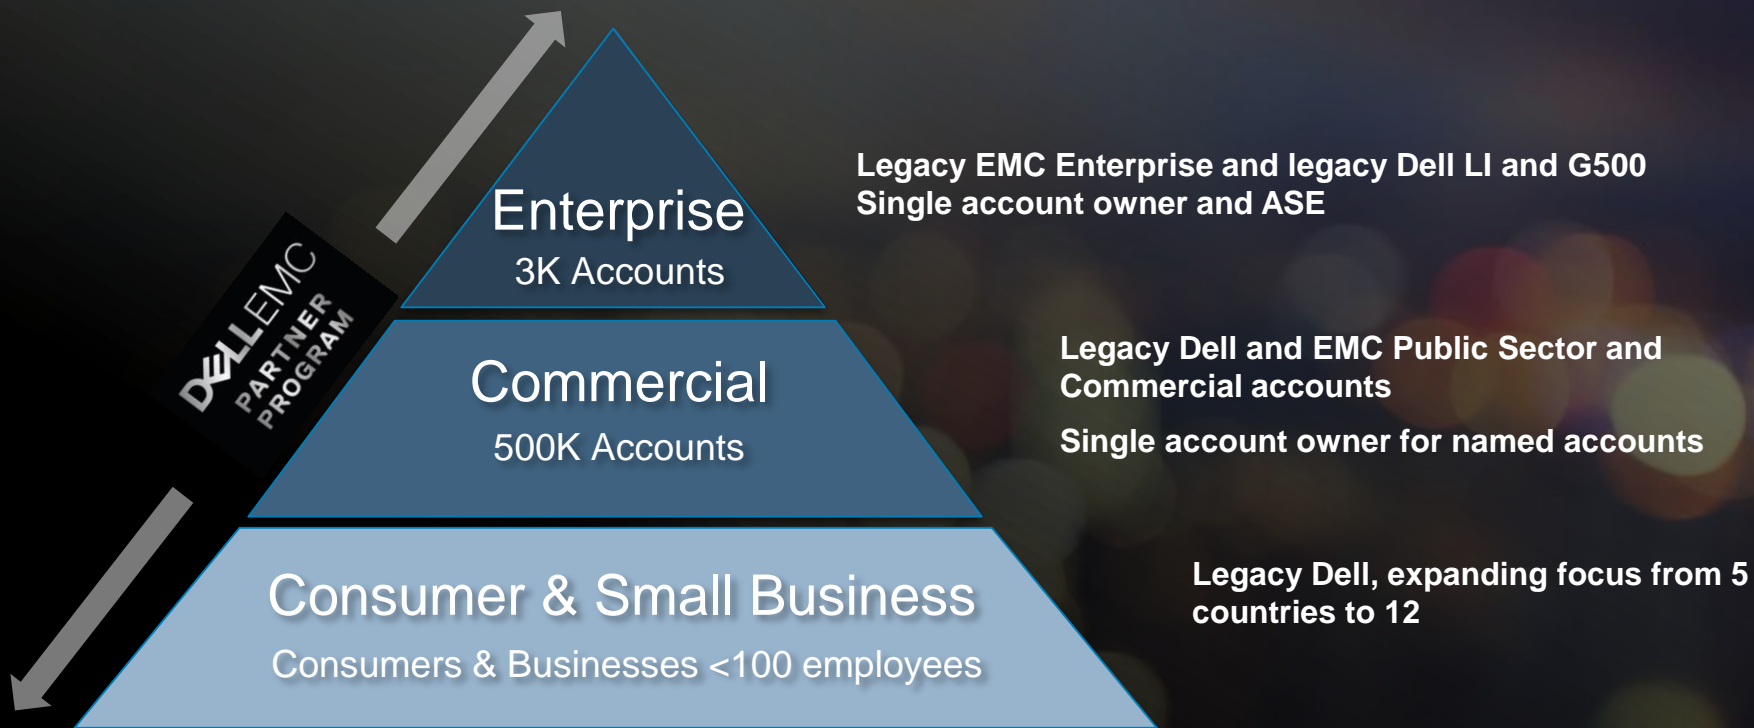 Enterprise
3K Accounts
Legacy EMC Enterprise and legacy Dell LI and G500
Single account owner and ASE
DELLEMC
PARTNER
PROGRAM
Commercial
500K Accounts
Legacy Dell and EMC Public Sector and
Commercial accounts
Single account owner for named accounts
Consumer & Small Business
Consumers & Businesses <100 employees
Legacy Dell, expanding focus from 5
countries to 12